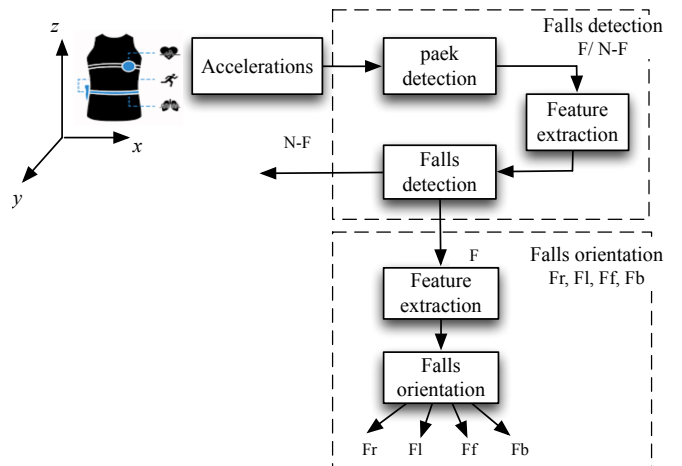 z
x
y
Accelerations
paek
detection
Falls detection
F/ N-F
Feature
extraction
Falls
detection
N-F
F
Falls orientation
Fr, Fl, Ff, Fb
Feature
extraction
Falls
orientation
Fr Fl Ff Fb